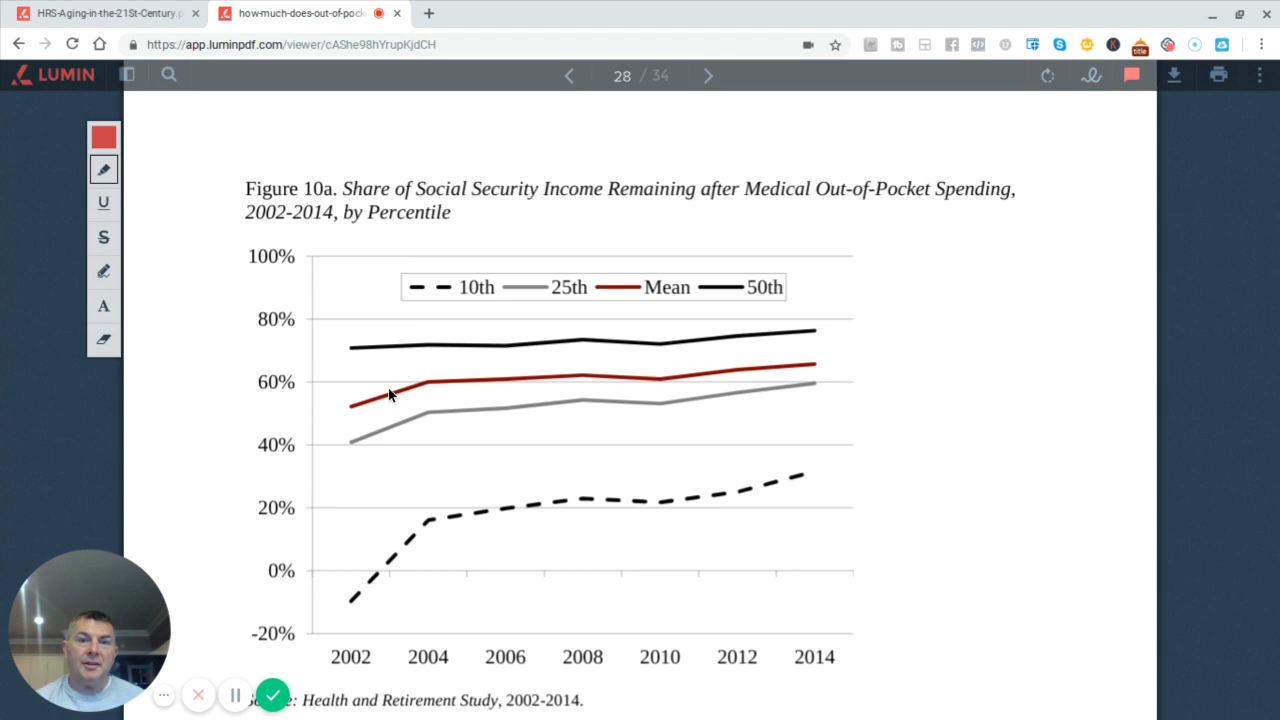 HRS-Aging-in-the-21St-Century.p
how-much-does-out-of-pock
https://app.luminpdf.com/viewer/cAShe98hYrupKjdCH
title
LUMIN
28 / 34
U
S
A
Figure 10a. Share of Social Security Income Remaining after Medical Out-of-Pocket Spending,
2002-2014, by Percentile
100%
10th 25th Mean 50th
80%
60%
40%
20%
0%
-20%
2002 2004 2006 2008 2010 2012 2014
Health and Retirement Study, 2002-2014.